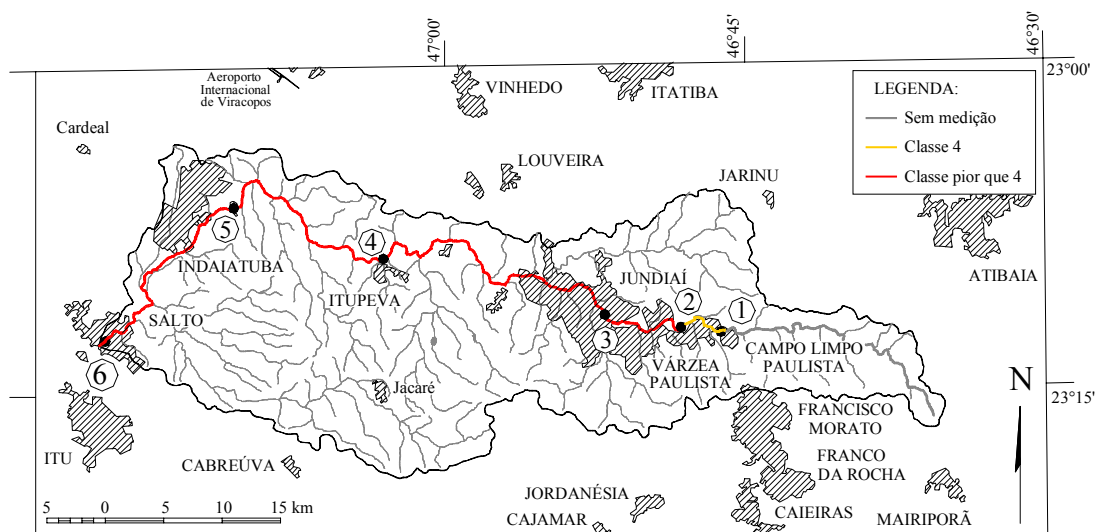 47°00'
46°45'
46°30'
23°00'
Aeroporto
Internacional
de Viracopos
VINHEDO
ITATIBA
LEGENDA:
Sem medição
Classe 4
Classe pior que 4
Cardeal
LOUVEIRA
JARINU
5
4
INDAIATUBA
ITUPEVA
JUNDIAÍ
ATIBAIA
2
1
3
SALTO
VÁRZEA
PAULISTA
CAMPO LIMPO
PAULISTA
6
Jacaré
N
23°15'
FRANCISCO
MORATO
ITU
CABREÚVA
FRANCO
DA ROCHA
JORDANÉSIA
CAJAMAR
CAIEIRAS
MAIRIPORÃ
5 0 5 10 15 km